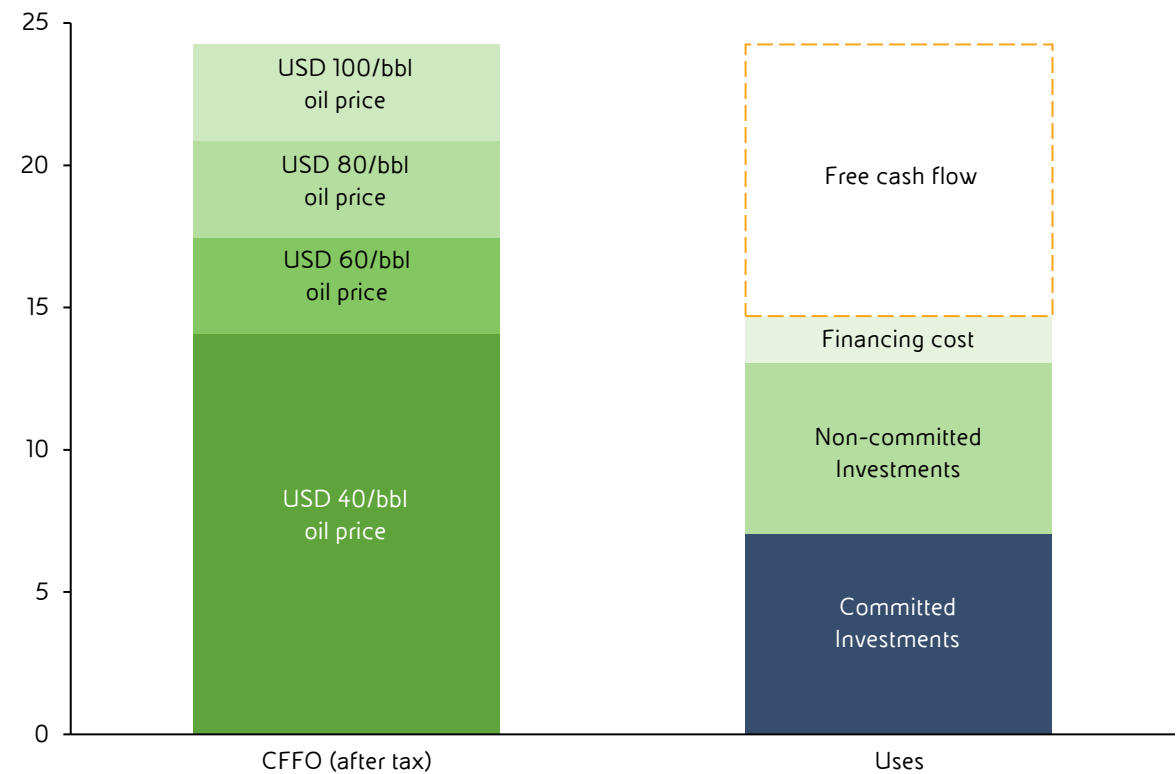 25
20
15
10
5
0
USD 100/bbl
oil price
USD 80/bbl
oil price
USD 60/bbl
oil price
USD 40/bbl
oil price
Free cash flow
Financing cost
Non-committed
Investments
Committed
Investments
CFFO (after tax)
Uses